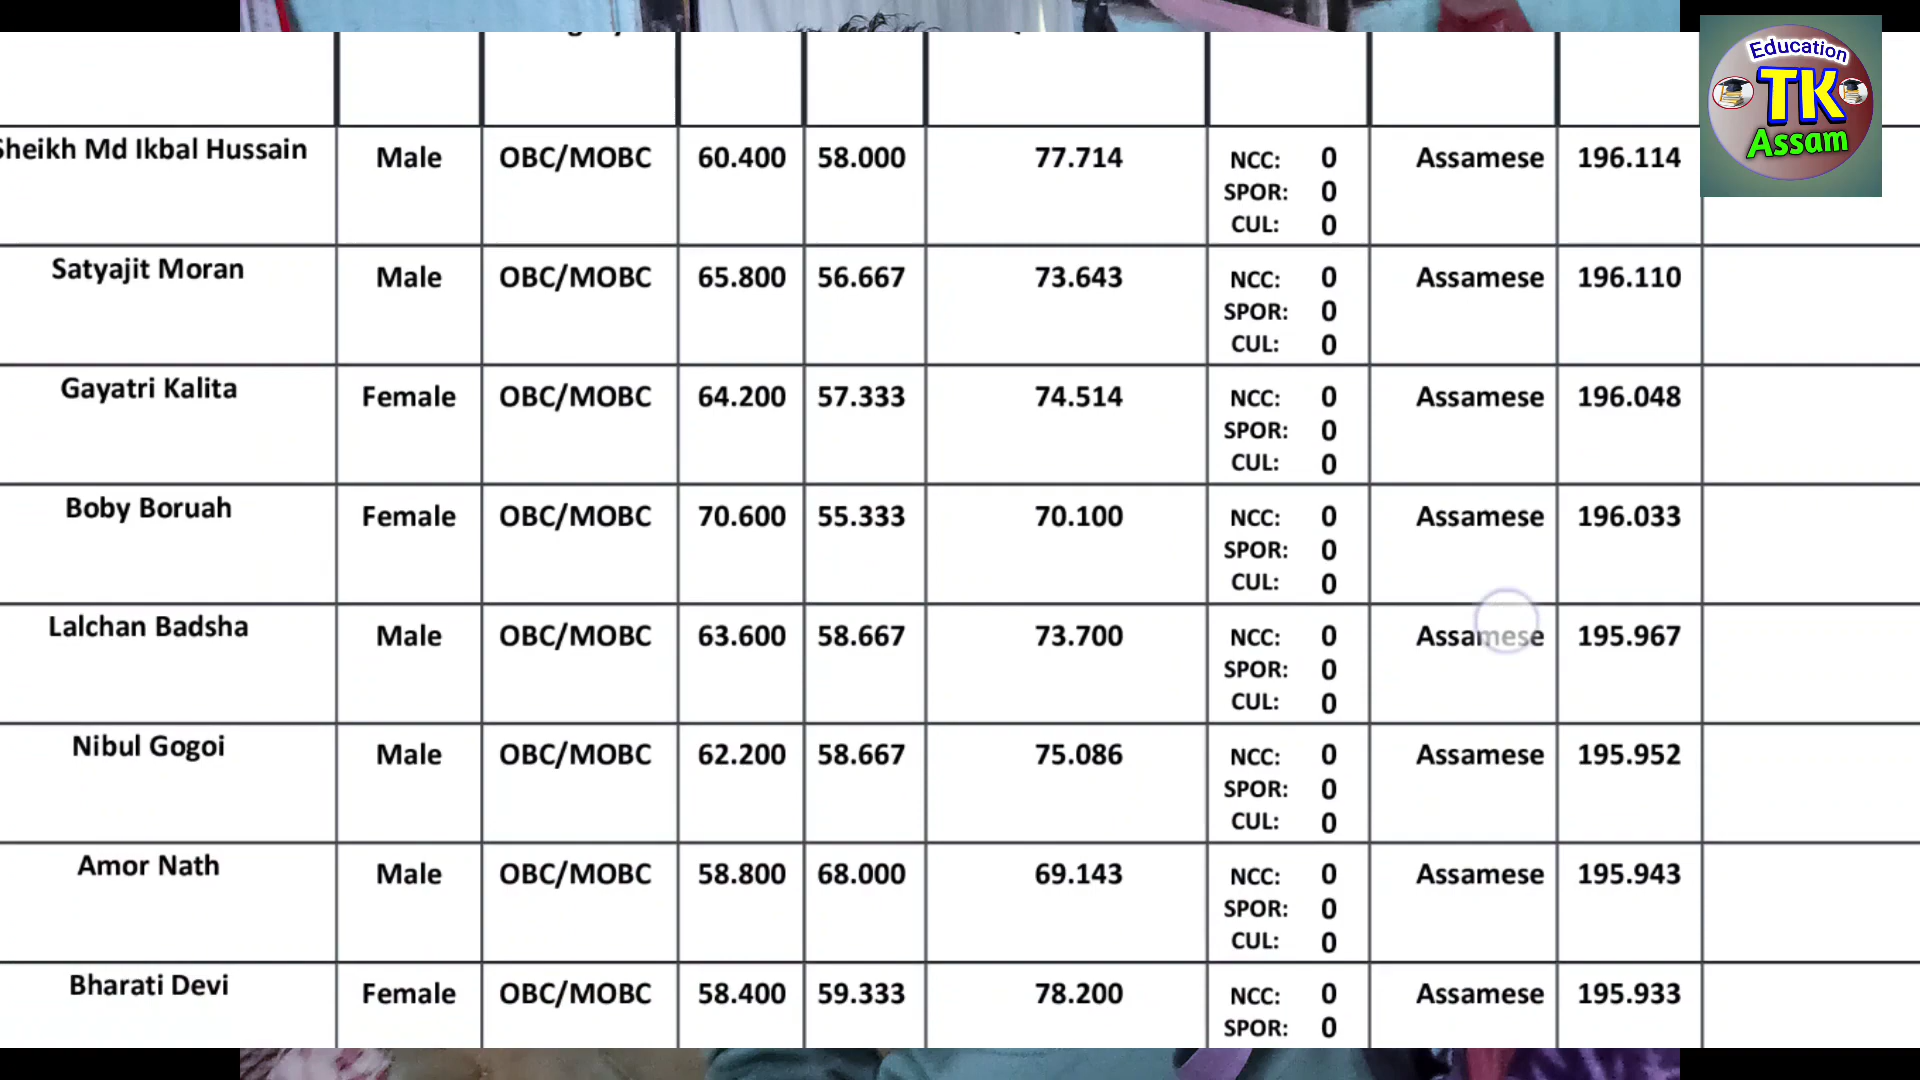 Education
TK
Assam
Sheikh Md Ikbal Hussain Male OBC/MOBC 60.400 58.000 77.714 NCC: 0 Assamese 196.114
SPOR: 0
CUL: 0
Satyajit Moran Male OBC/MOBC 65.800 56.667 73.643 NCC: 0 Assamese 196.110
SPOR: 0
CUL: 0
Gayatri Kalita Female OBC/MOBC 64.200 57.333 74.514 NCC: 0 Assamese 196.048
SPOR: 0
CUL: 0
Boby Boruah Female OBC/MOBC 70.600 55.333 70.100 NCC: 0 Assamese 196.033
SPOR: 0
CUL: 0
Lalchan Badsha Male OBC/MOBC 63.600 58.667 73.700 NCC: 0 Assamese 195.967
SPOR: 0
CUL: 0
Nibul Gogoi Male OBC/MOBC 62.200 58.667 75.086 NCC: 0 Assamese 195.952
SPOR: 0
CUL: 0
Amor Nath Male OBC/MOBC 58.800 68.000 69.143 NCC: 0 Assamese 195.943
SPOR: 0
CUL: 0
Bharati Devi Female OBC/MOBC 58.400 59.333 78.200 NCC: 0 Assamese 195.933
SPOR: 0